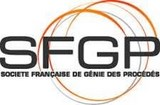 SFGP
SOCIETE FRANÇAISE DE GÉNIE DES PROCÉDÉS